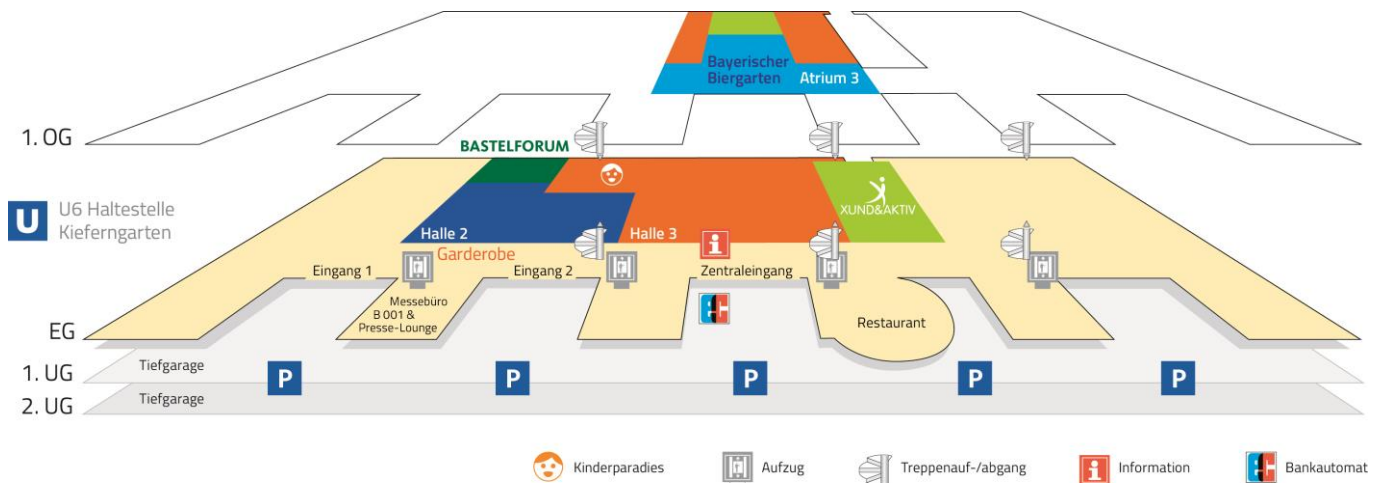 Bayerischer
Biergarten
Atrium 3
1. OG
BASTELFORUM
U
U6 Haltestelle
Kieferngarten
XUND&AKTIV
Halle 2
Halle 3
Garderobe
Eingang 1
Eingang 2
Zentraleingang
Messebüro
B 001 &
Presse-Lounge
Restaurant
EG
1. UG
Tiefgarage
P
P
P
P
P
2. UG
Tiefgarage
Kinderparadies
Aufzug
Treppenauf-/abgang
Information
Bankautomat